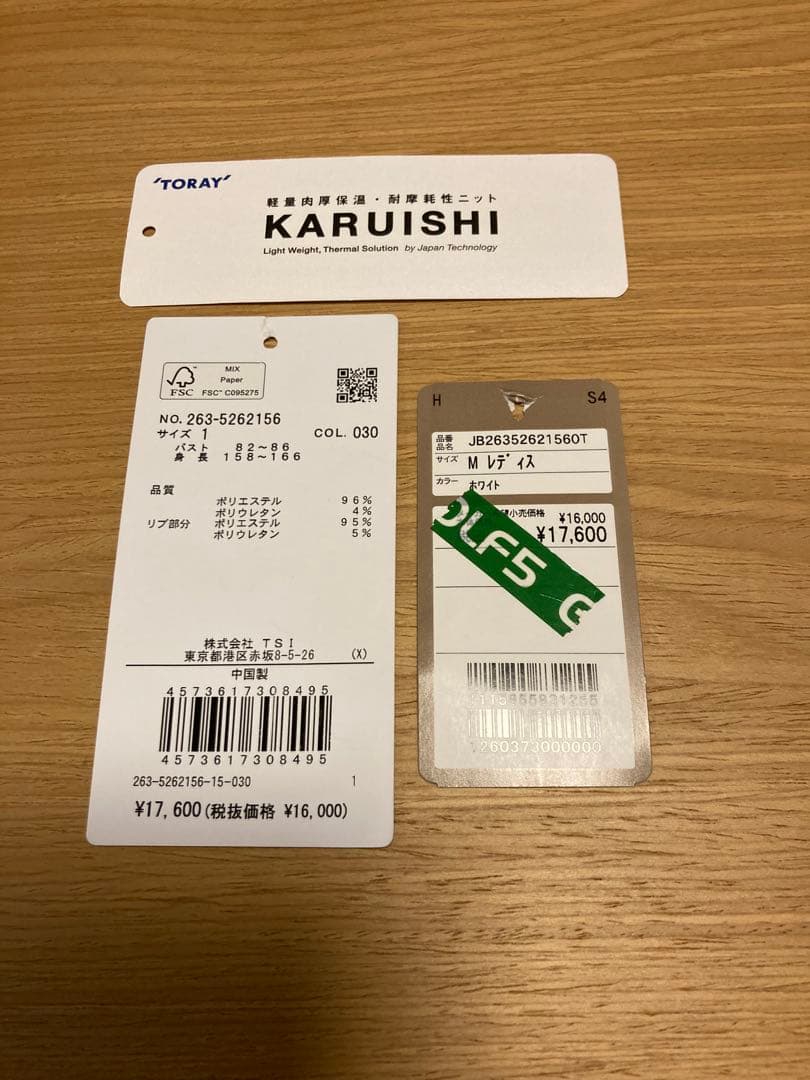 'TORAY'
軽量肉厚保温・耐摩耗性ニット
KARUISHI
Light Weight, Thermal Solution by Japan Technology
FSC
MIX
Paper
FSC™ C095275
NO. 263-5262156
サイズ 1 COL. 030
バスト 82〜86
身長 158〜166
品質
ポリエステル 96%
ポリウレタン 4%
リブ部分 ポリエステル 95%
ポリウレタン 5%
株式会社 TSI
東京都港区赤坂8-5-26 (X)
中国製
4573617308495
4573617308495
263-5262156-15-030 1
¥17,600(税抜価格 ¥16,000)
H S4
品番 JB26352621560T
品名
サイズ M レディス
カラー ホワイト
小売価格 ¥16,000
¥17,600
OLF5 G
1260373000000